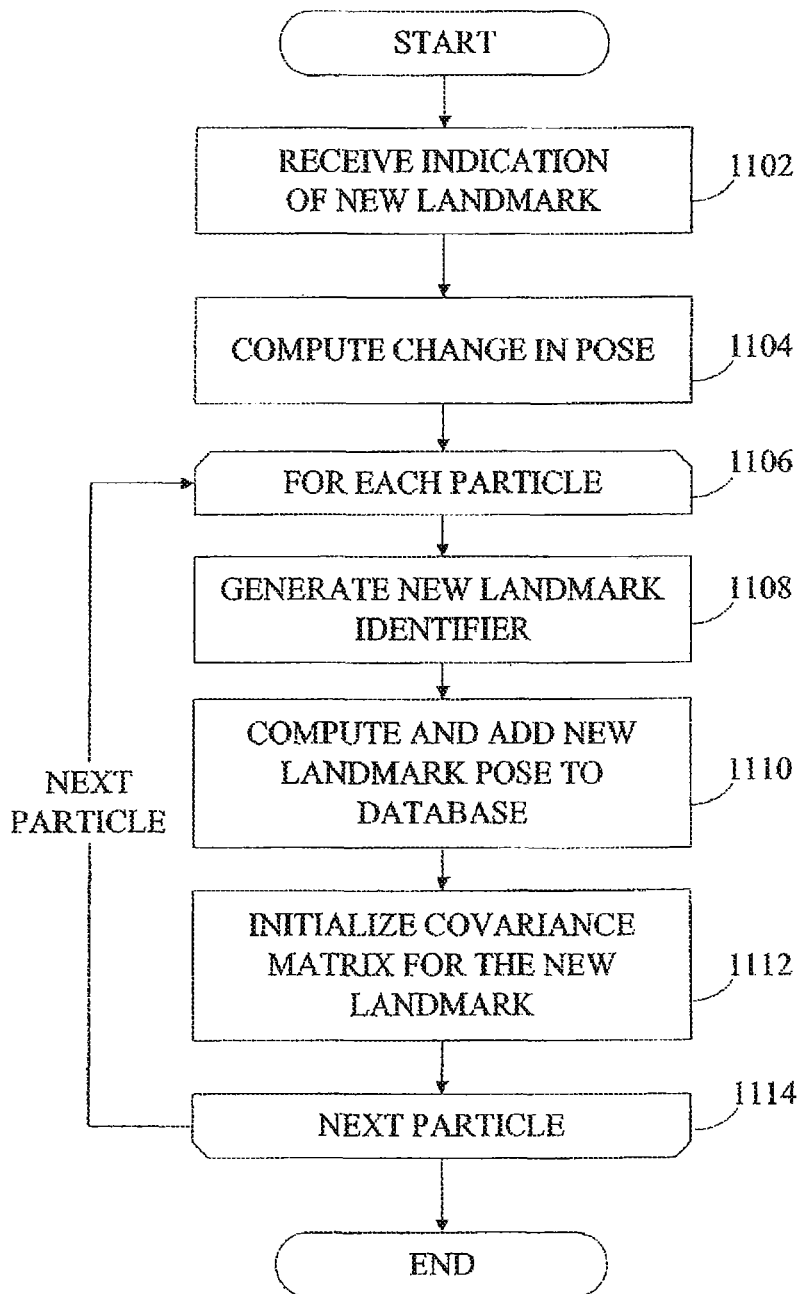 START
RECEIVE INDICATION
OF NEW LANDMARK
1102
COMPUTE CHANGE IN POSE
1104
FOR EACH PARTICLE
1106
GENERATE NEW LANDMARK
IDENTIFIER
1108
COMPUTE AND ADD NEW
LANDMARK POSE TO
DATABASE
1110
NEXT
PARTICLE
INITIALIZE COVARIANCE
MATRIX FOR THE NEW
LANDMARK
1112
NEXT PARTICLE
1114
END